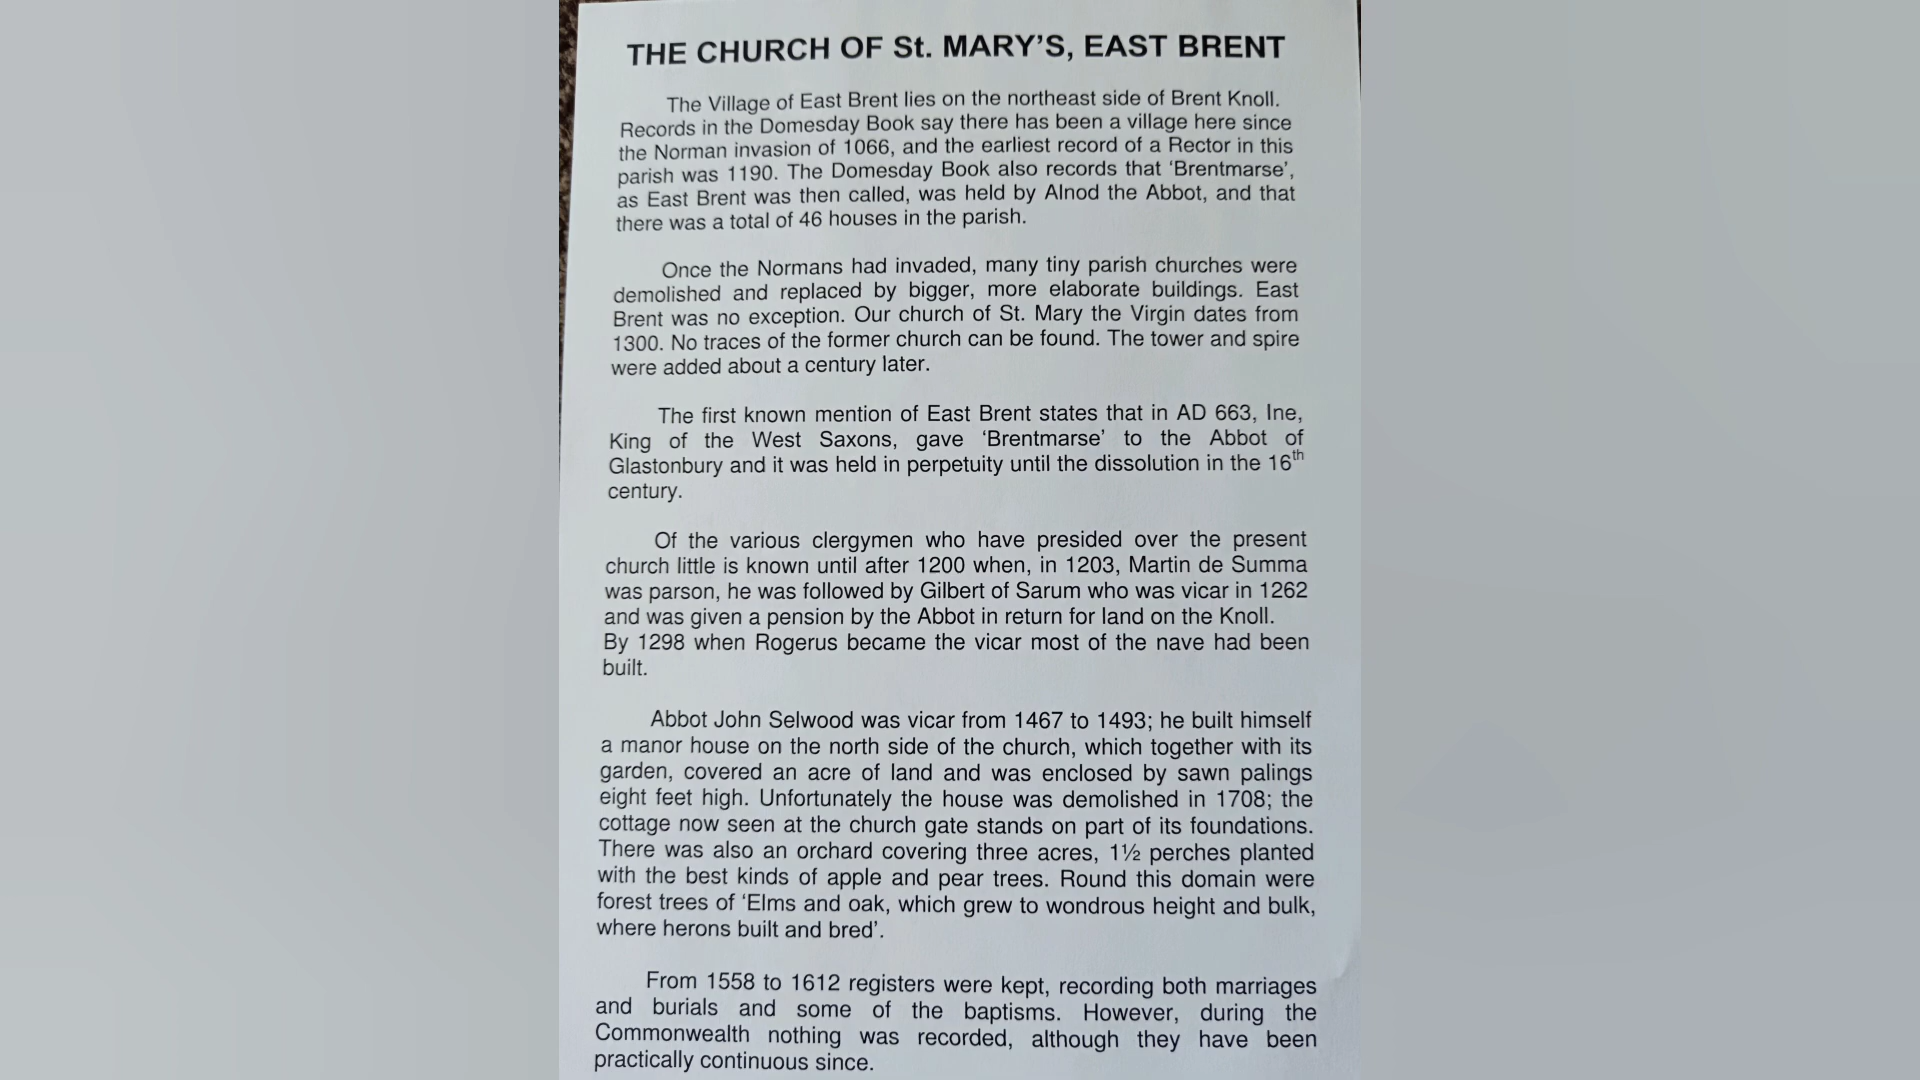 THE CHURCH OF St. MARY'S, EAST BRENT
The Village of East Brent lies on the northeast side of Brent Knoll.
Records in the Domesday Book say there has been a village here since
the Norman invasion of 1066, and the earliest record of a Rector in this
parish was 1190. The Domesday Book also records that ‘Brentmarse’,
as East Brent was then called, was held by Alnod the Abbot, and that
there was a total of 46 houses in the parish.
Once the Normans had invaded, many tiny parish churches were
demolished and replaced by bigger, more elaborate buildings. East
Brent was no exception. Our church of St. Mary the Virgin dates from
1300. No traces of the former church can be found. The tower and spire
were added about a century later.
The first known mention of East Brent states that in AD 663, Ine,
King of the West Saxons, gave ‘Brentmarse’ to the Abbot of
Glastonbury and it was held in perpetuity until the dissolution in the 16th
century.
Of the various clergymen who have presided over the present
church little is known until after 1200 when, in 1203, Martin de Summa
was parson, he was followed by Gilbert of Sarum who was vicar in 1262
and was given a pension by the Abbot in return for land on the Knoll.
By 1298 when Rogerus became the vicar most of the nave had been
built.
Abbot John Selwood was vicar from 1467 to 1493; he built himself
a manor house on the north side of the church, which together with its
garden, covered an acre of land and was enclosed by sawn palings
eight feet high. Unfortunately the house was demolished in 1708; the
cottage now seen at the church gate stands on part of its foundations.
There was also an orchard covering three acres, 1½ perches planted
with the best kinds of apple and pear trees. Round this domain were
forest trees of ‘Elms and oak, which grew to wondrous height and bulk,
where herons built and bred’.
From 1558 to 1612 registers were kept, recording both marriages
and burials and some of the baptisms. However, during the
Commonwealth nothing was recorded, although they have been
practically continuous since.